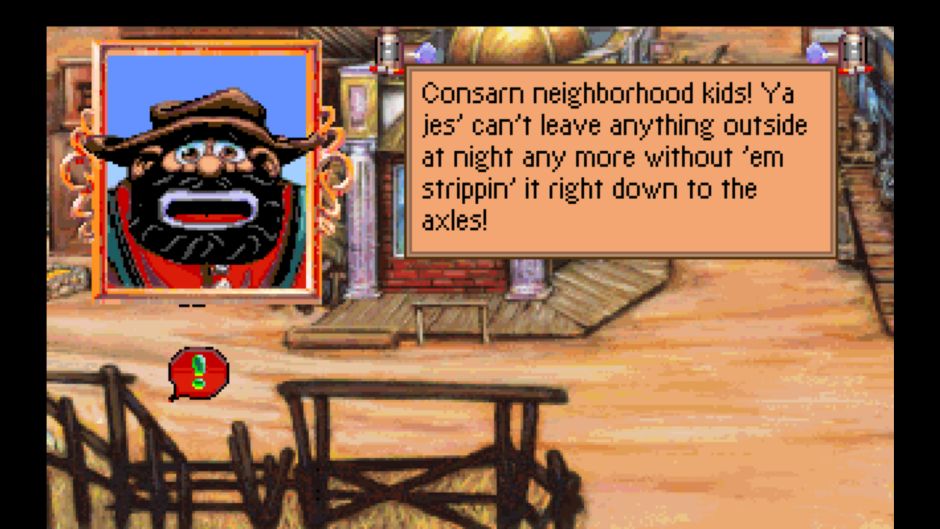 Consarn neighborhood kids! Ya
jes' can't leave anything outside
at night any more without 'em
strippin' it right down to the
axles!
!